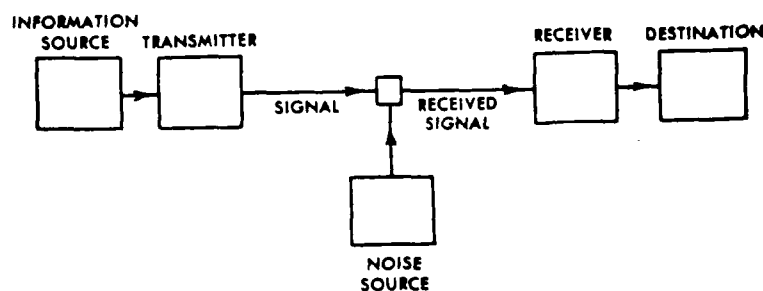 INFORMATION
SOURCE
TRANSMITTER
RECEIVER
DESTINATION
SIGNAL
RECEIVED
SIGNAL
NOISE
SOURCE